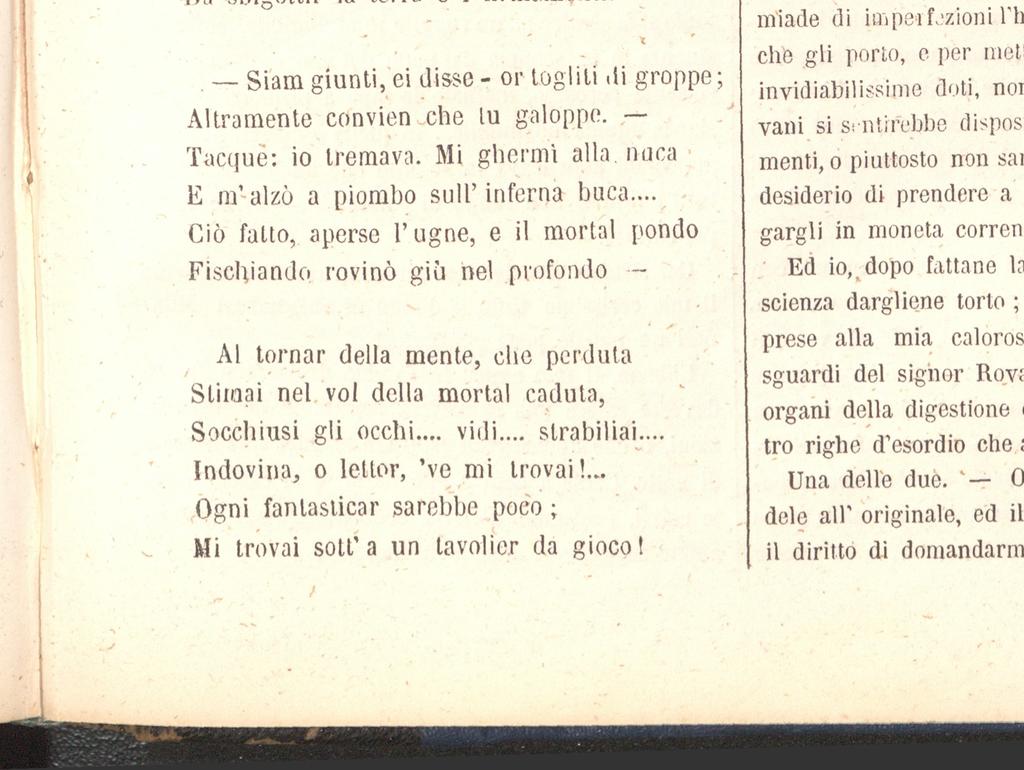 — Siam giunti, ei disse - or togliti di groppe;
Altramente convien che tu galoppe. —
Tacque: io tremava. Mi ghermì alla nuca
E m'alzò a piombo sull' inferna buca....
Ciò fatto, aperse l'ugne, e il mortal pondo
Fischiando rovinò giù nel profondo —
Al tornar della mente, che perduta
Stimai nel vol della mortal caduta,
Socchiusi gli occhi.... vidi.... strabiliai....
Indovina, o lettor, 've mi trovai!...
Ogni fantasticar sarebbe poco;
Mi trovai sott' a un tavolier da gioco!
miade di imperfezioni l'h
che gli porto, e per met
invidiabilissime doti, non
vani si sentirebbe dispos
menti, o piuttosto non sar
desiderio di prendere a
gargli in moneta corren
Ed io, dopo fattane la
scienza dargliene torto;
prese alla mia caloros
sguardi del signor Rova
organi della digestione
tro righe d'esordio che a
Una delle due. — O
dele all' originale, ed il
il diritto di domandarm